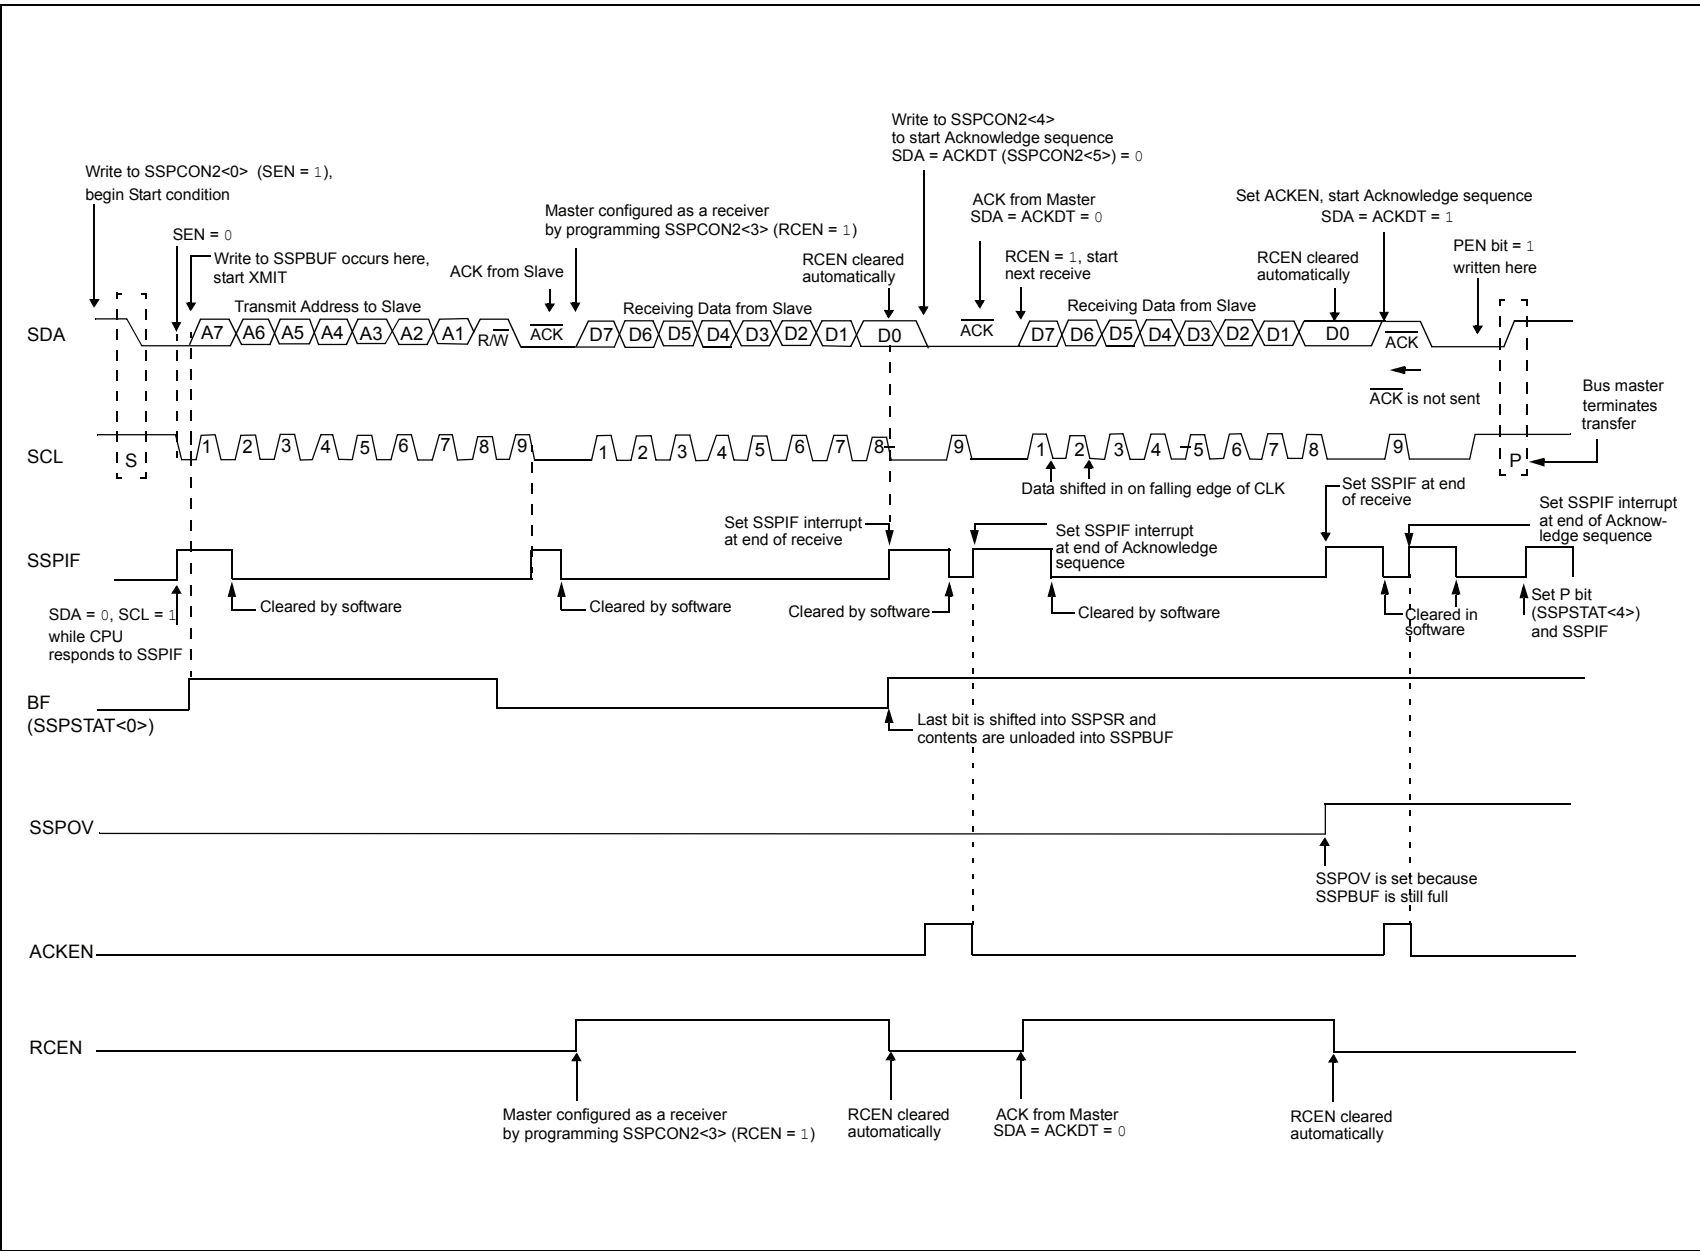 Write to SSPCON2<4>
to start Acknowledge sequence
SDA = ACKDT (SSPCON2<5>) = 0
Write to SSPCON2<0> (SEN = 1),
begin Start condition
ACK from Master
SDA = ACKDT = 0
Set ACKEN, start Acknowledge sequence
SDA = ACKDT = 1
Master configured as a receiver
by programming SSPCON2<3> (RCEN = 1)
SEN = 0
Write to SSPBUF occurs here,
start XMIT
ACK from Slave
RCEN cleared
automatically
RCEN = 1, start
next receive
RCEN cleared
automatically
PEN bit = 1
written here
Transmit Address to Slave
Receiving Data from Slave
Receiving Data from Slave
SDA
A7 A6 A5 A4 A3 A2 A1 R/W ACK D7 D6 D5 D4 D3 D2 D1 D0 ACK D7 D6 D5 D4 D3 D2 D1 D0 ACK
ACK is not sent
Bus master
terminates
transfer
SCL
S 1 2 3 4 5 6 7 8 9 1 2 3 4 5 6 7 8 9 1 2 3 4 5 6 7 8 9 P
Data shifted in on falling edge of CLK
Set SSPIF at end
of receive
Set SSPIF interrupt
at end of receive
Set SSPIF interrupt
at end of Acknowledge
sequence
Set SSPIF interrupt
at end of Acknow-
ledge sequence
SSPIF
SDA = 0, SCL = 1
while CPU
responds to SSPIF
Cleared by software
Cleared by software
Cleared by software
Cleared by software
Cleared in
software
Set P bit
(SSPSTAT<4>)
and SSPIF
BF
(SSPSTAT<0>)
Last bit is shifted into SSPSR and
contents are unloaded into SSPBUF
SSPOV
SSPOV is set because
SSPBUF is still full
ACKEN
RCEN
Master configured as a receiver
by programming SSPCON2<3> (RCEN = 1)
RCEN cleared
automatically
ACK from Master
SDA = ACKDT = 0
RCEN cleared
automatically